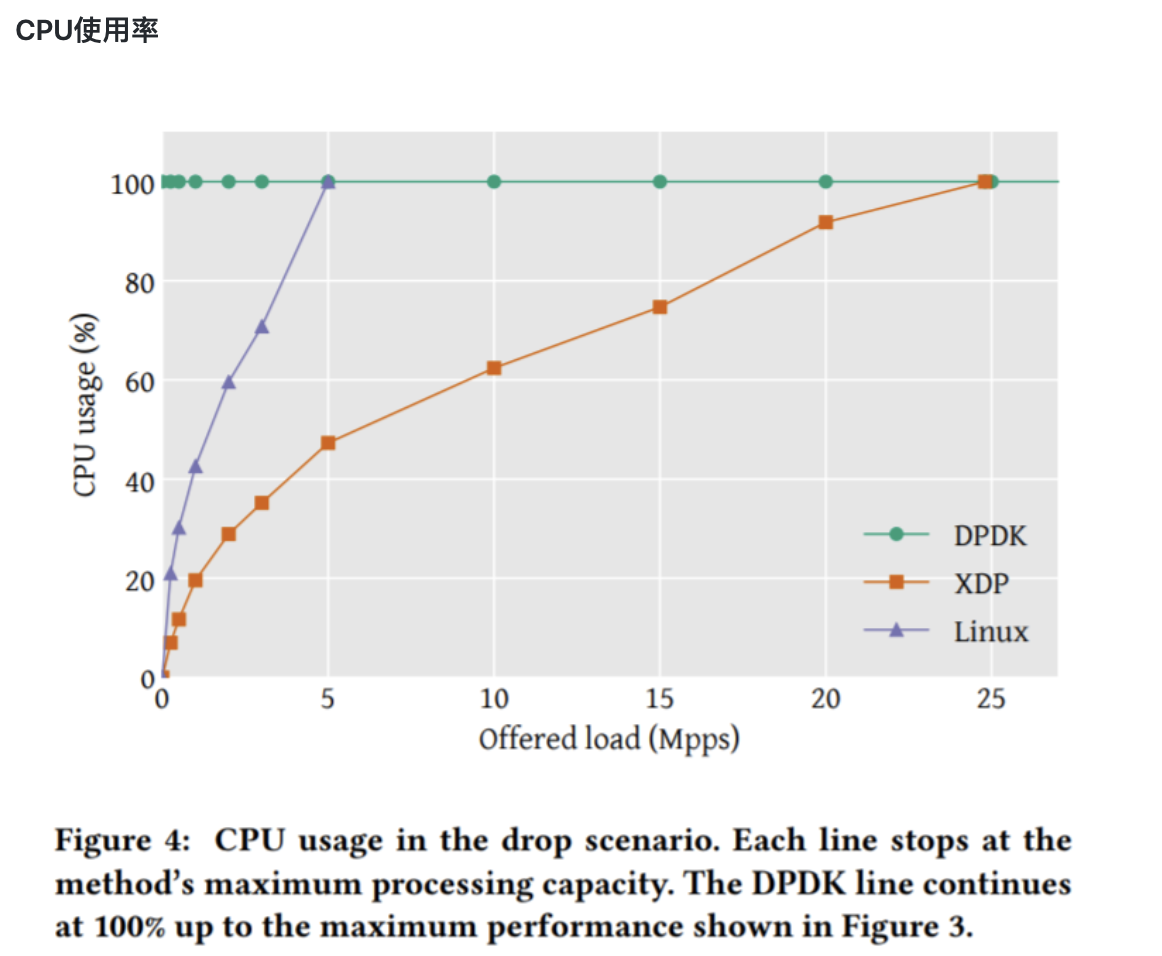 CPU使用率
100
80
60
40
20
0
CPU usage (%)
0 5 10 15 20 25
Offered load (Mpps)
DPDK
XDP
Linux
Figure 4: CPU usage in the drop scenario. Each line stops at the
method's maximum processing capacity. The DPDK line continues
at 100% up to the maximum performance shown in Figure 3.